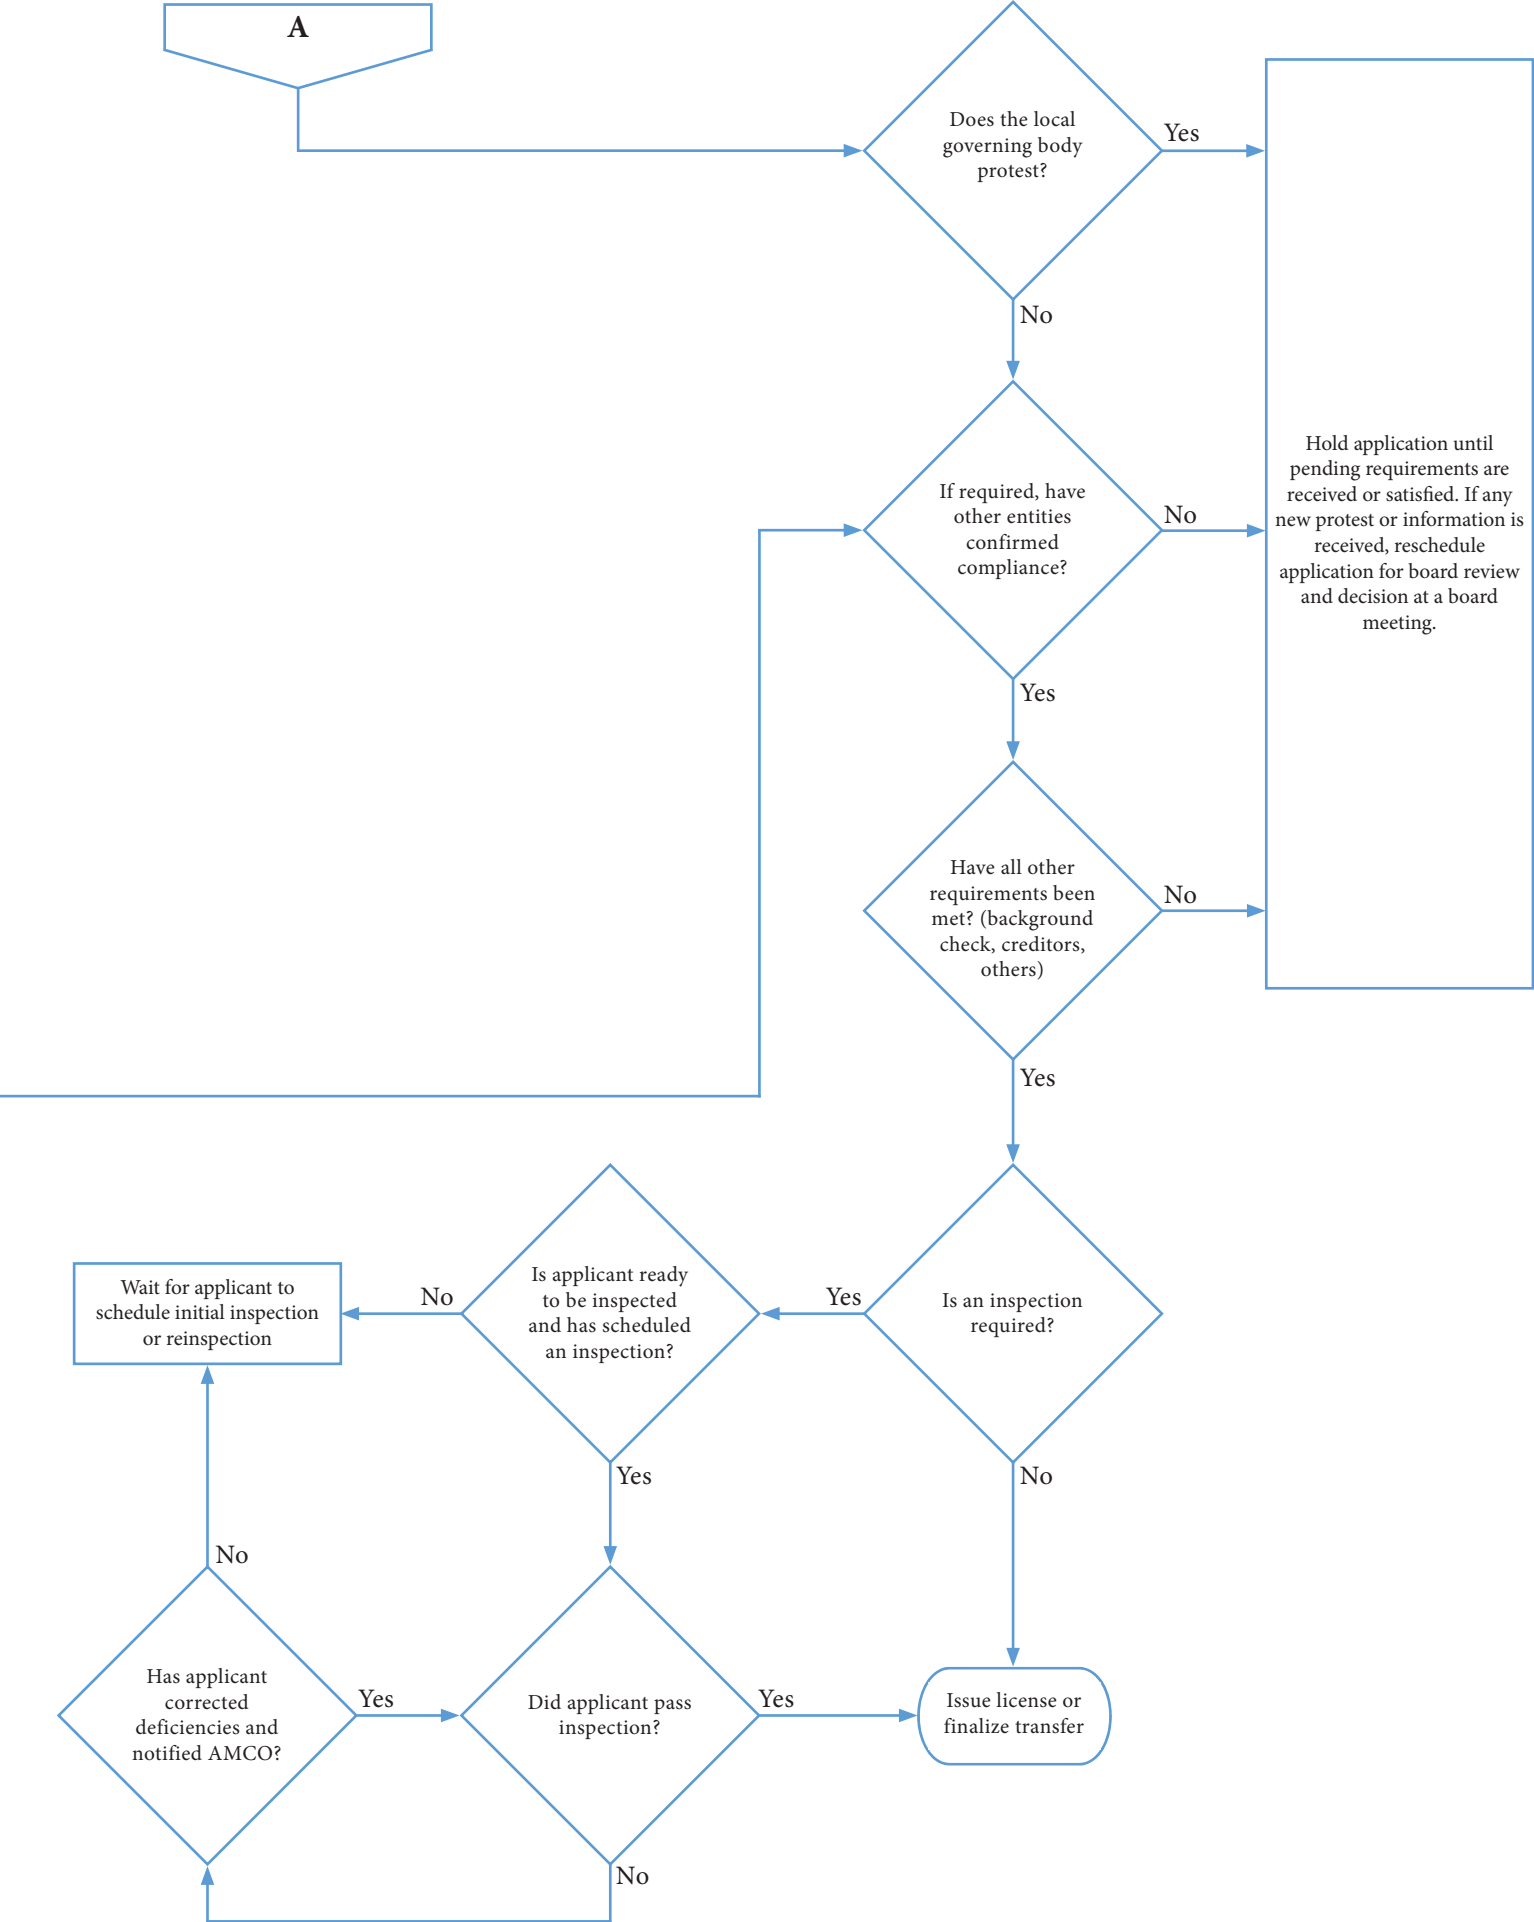 A
Does the local
governing body
protest?
Yes
No
If required, have
other entities
confirmed
compliance?
No
Yes
Hold application until
pending requirements are
received or satisfied. If any
new protest or information is
received, reschedule
application for board review
and decision at a board
meeting.
Have all other
requirements been
met? (background
check, creditors,
others)
No
Yes
Is an inspection
required?
Yes
No
Is applicant ready
to be inspected
and has scheduled
an inspection?
No
Yes
Wait for applicant to
schedule initial inspection
or reinspection
No
Has applicant
corrected
deficiencies and
notified AMCO?
Yes
Did applicant pass
inspection?
Yes
No
Issue license or
finalize transfer